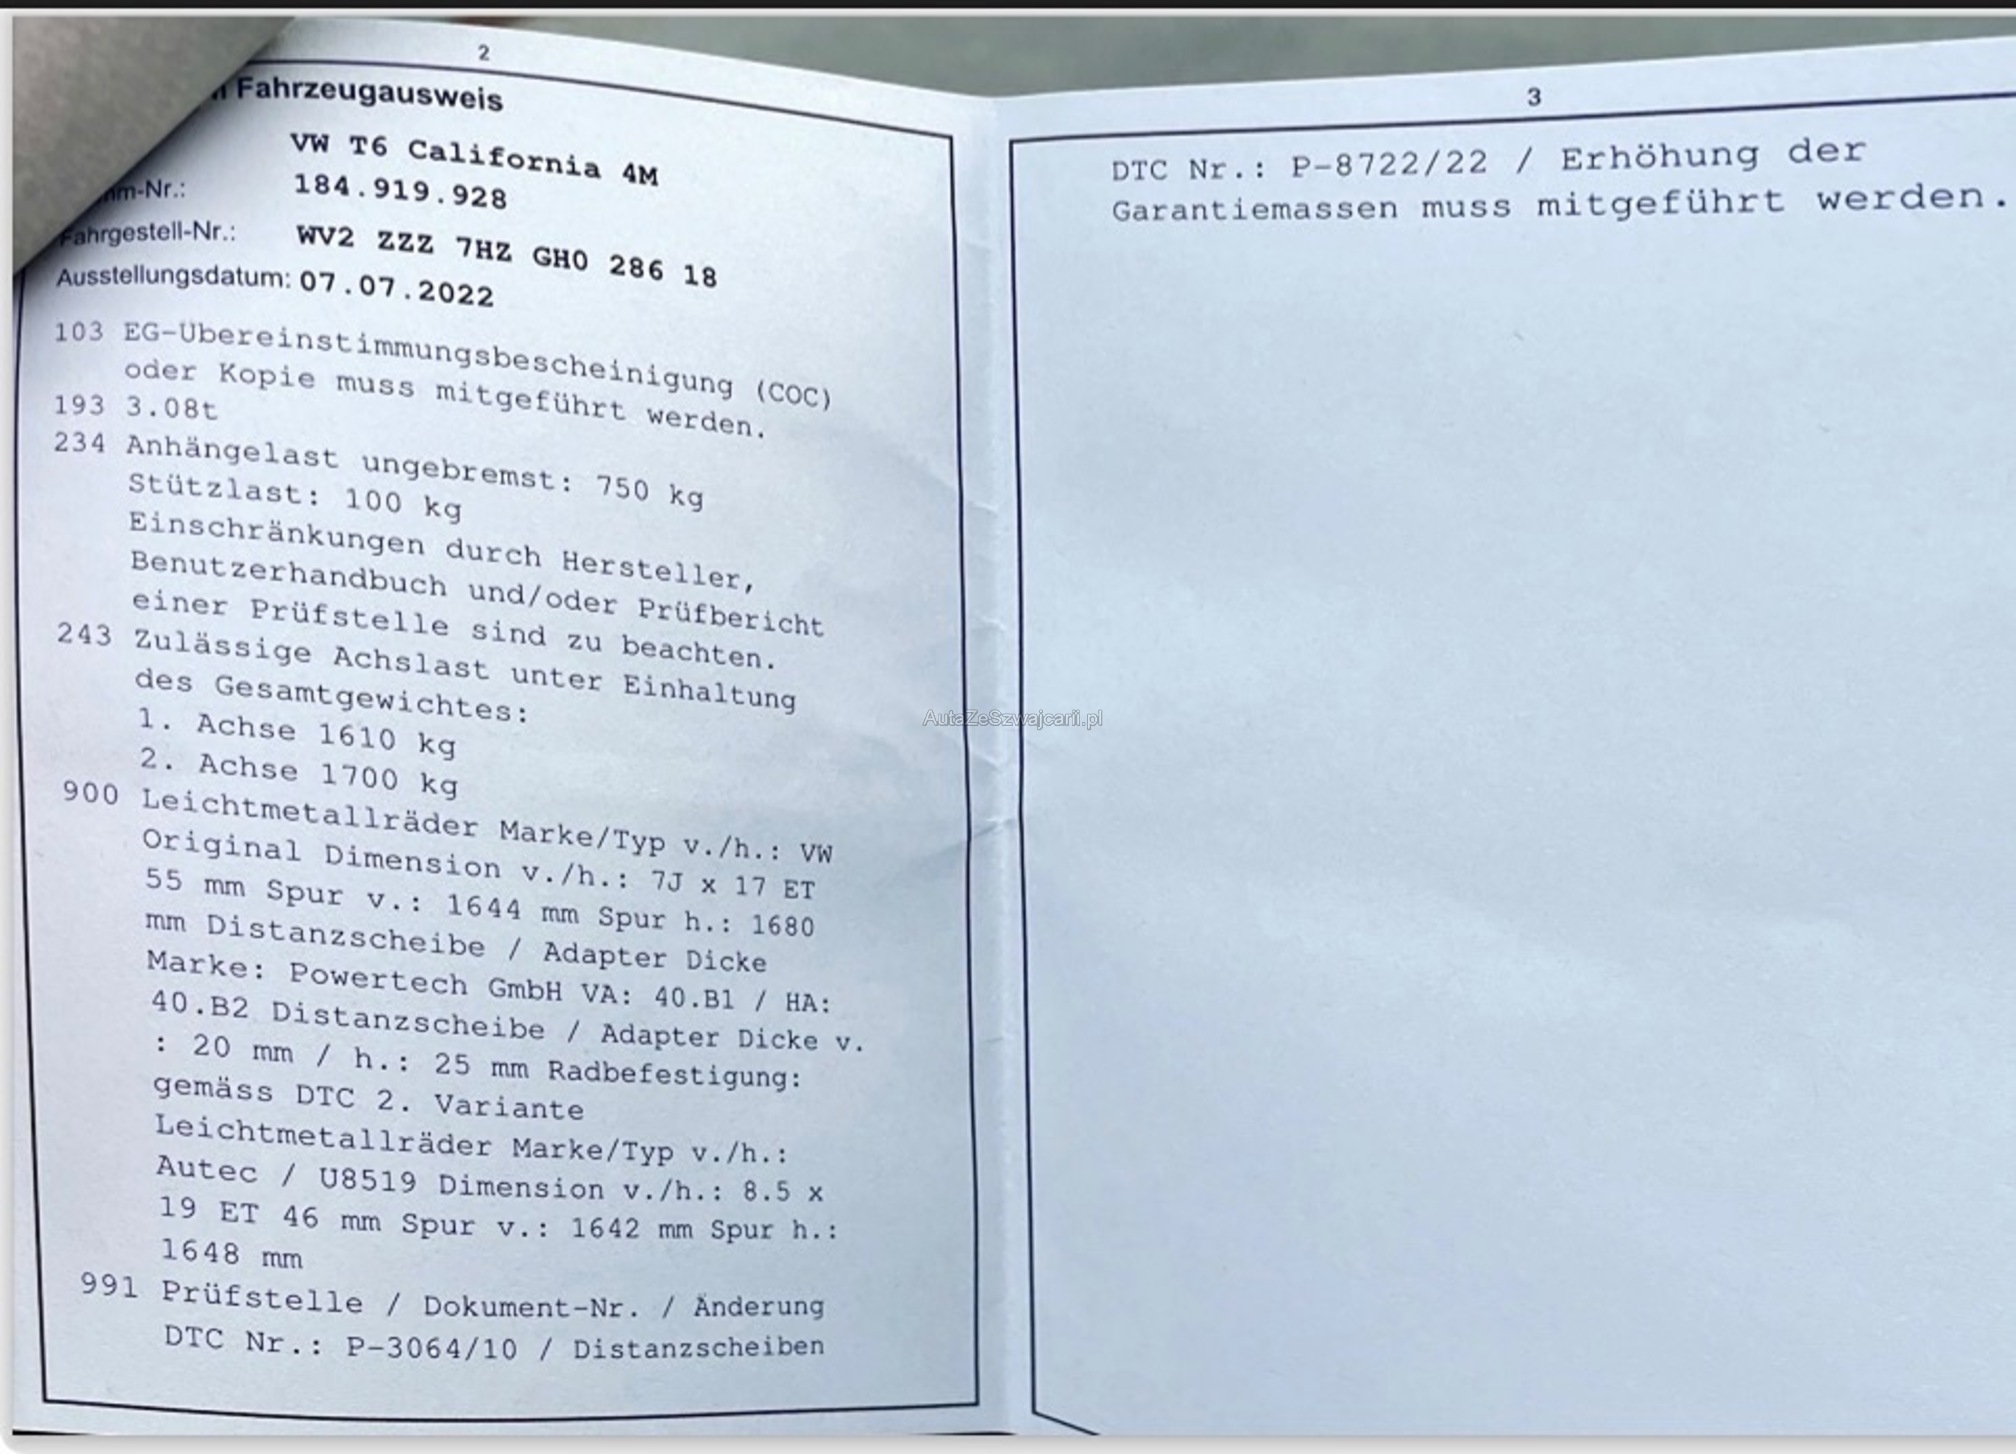 2
Fahrzeugausweis
VW T6 California 4M
mm-Nr.: 184.919.928
Fahrgestell-Nr.: WV2 ZZZ 7HZ GH0 286 18
Ausstellungsdatum: 07.07.2022
103 EG-Übereinstimmungsbescheinigung (COC)
oder Kopie muss mitgeführt werden.
193 3.08t
234 Anhängelast ungebremst: 750 kg
Stützlast: 100 kg
Einschränkungen durch Hersteller,
Benutzerhandbuch und/oder Prüfbericht
einer Prüfstelle sind zu beachten.
243 Zulässige Achslast unter Einhaltung
des Gesamtgewichtes:
1. Achse 1610 kg
2. Achse 1700 kg
900 Leichtmetallräder Marke/Typ v./h.: VW
Original Dimension v./h.: 7J x 17 ET
55 mm Spur v.: 1644 mm Spur h.: 1680
mm Distanzscheibe / Adapter Dicke
Marke: Powertech GmbH VA: 40.B1 / HA:
40.B2 Distanzscheibe / Adapter Dicke v.
: 20 mm / h.: 25 mm Radbefestigung:
gemäss DTC 2. Variante
Leichtmetallräder Marke/Typ v./h.:
Autec / U8519 Dimension v./h.: 8.5 x
19 ET 46 mm Spur v.: 1642 mm Spur h.:
1648 mm
991 Prüfstelle / Dokument-Nr. / Änderung
DTC Nr.: P-3064/10 / Distanzscheiben
3
DTC Nr.: P-8722/22 / Erhöhung der
Garantiemassen muss mitgeführt werden.
AutaZeSzwajcarii.pl